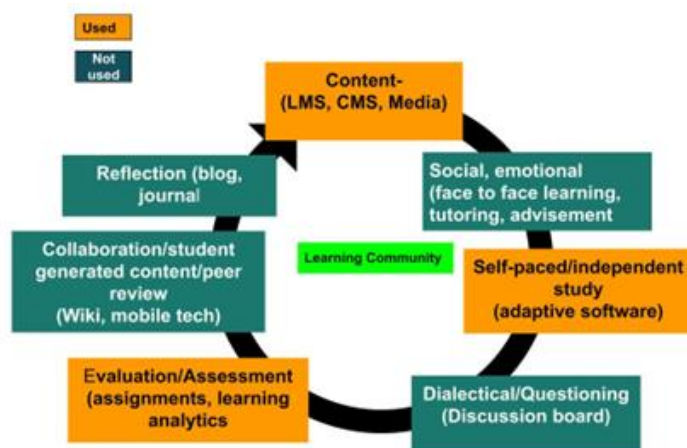 Used
Not
used
Content-
(LMS, CMS, Media)
Social, emotional
(face to face learning,
tutoring, advisement
Self-paced/independent
study
(adaptive software)
Dialectical/Questioning
(Discussion board)
Evaluation/Assessment
(assignments, learning
analytics
Collaboration/student
generated content/peer
review
(Wiki, mobile tech)
Reflection (blog,
journal
Learning Community